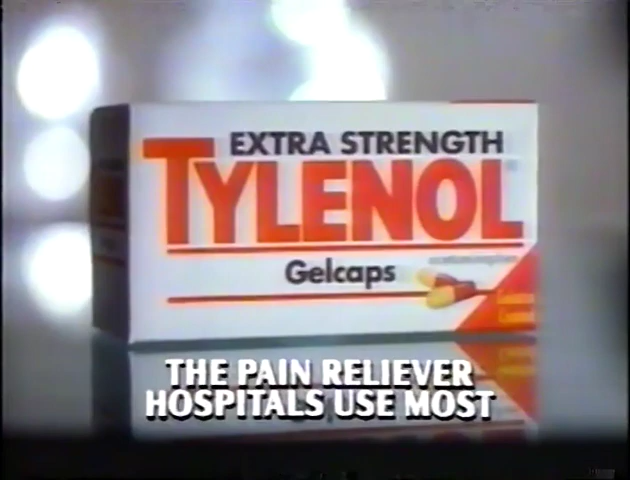 EXTRA STRENGTH
TYLENOL
Gelcaps
THE PAIN RELIEVER
HOSPITALS USE MOST